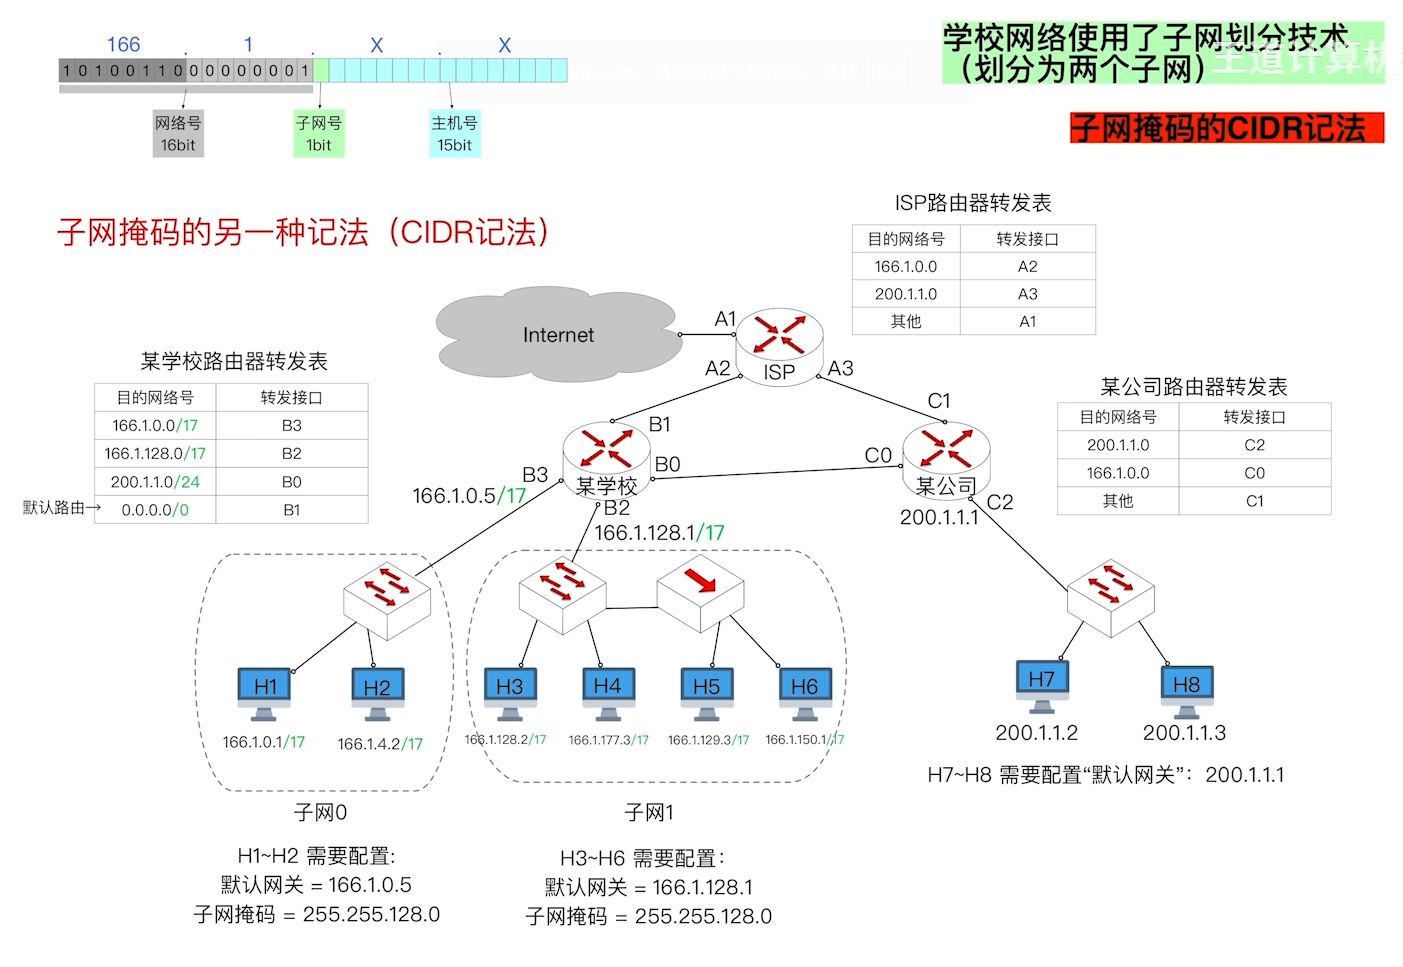 166 . 1 . X . X
1 0 1 0 0 1 1 0 0 0 0 0 0 0 0 1
网络号
16bit
子网号
1bit
主机号
15bit
学校网络使用了子网划分技术
（划分为两个子网）
王道计算机
子网掩码的CIDR记法
子网掩码的另一种记法（CIDR记法）
ISP路由器转发表
目的网络号 转发接口
166.1.0.0 A2
200.1.1.0 A3
其他 A1
Internet
A1
ISP
A2
A3
某学校路由器转发表
目的网络号 转发接口
166.1.0.0/17 B3
166.1.128.0/17 B2
200.1.1.0/24 B0
默认路由→ 0.0.0.0/0 B1
某公司路由器转发表
目的网络号 转发接口
200.1.1.0 C2
166.1.0.0 C0
其他 C1
B1
C1
B0
C0
B3
某学校
某公司
166.1.0.5/17
B2
C2
200.1.1.1
166.1.128.1/17
H1
H2
H3
H4
H5
H6
H7
H8
166.1.0.1/17
166.1.4.2/17
166.1.128.2/17
166.1.177.3/17
166.1.129.3/17
166.1.150.1/17
200.1.1.2
200.1.1.3
H7~H8 需要配置“默认网关”：200.1.1.1
子网0
子网1
H1~H2 需要配置:
默认网关 = 166.1.0.5
子网掩码 = 255.255.128.0
H3~H6 需要配置：
默认网关 = 166.1.128.1
子网掩码 = 255.255.128.0